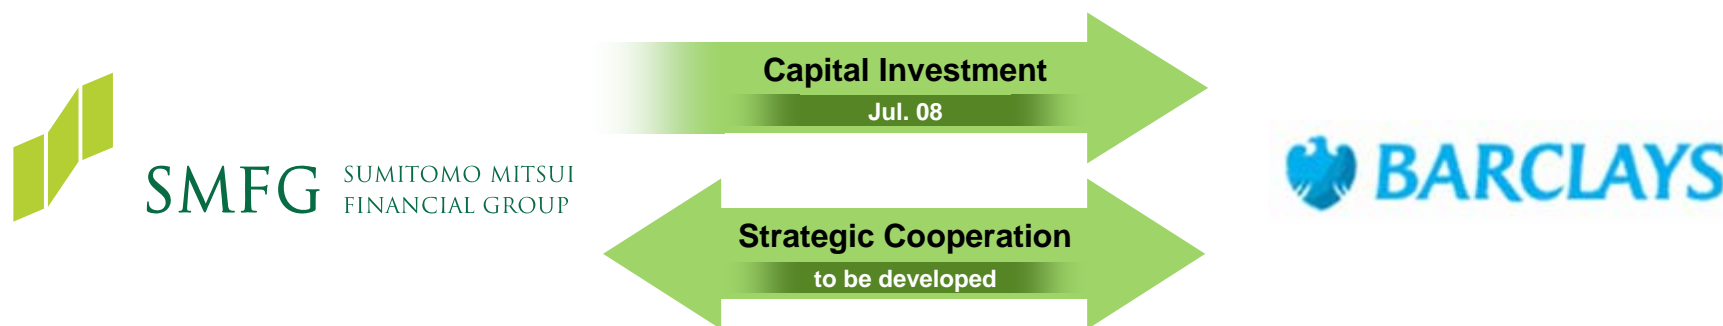 Capital Investment
Jul. 08
SMFG
SUMITOMO MITSUI
FINANCIAL GROUP
BARCLAYS
Strategic Cooperation
to be developed